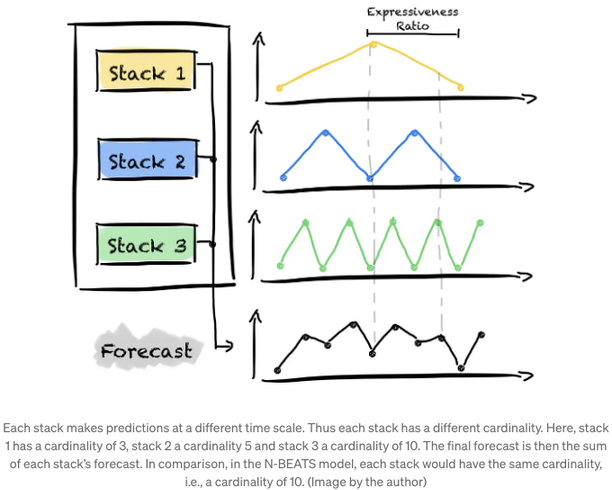 Expressiveness
Ratio
Stack 1
Stack 2
Stack 3
Forecast
Each stack makes predictions at a different time scale. Thus each stack has a different cardinality. Here, stack
1 has a cardinality of 3, stack 2 a cardinality 5 and stack 3 a cardinality of 10. The final forecast is then the sum
of each stack's forecast. In comparison, in the N-BEATS model, each stack would have the same cardinality,
i.e., a cardinality of 10. (Image by the author)